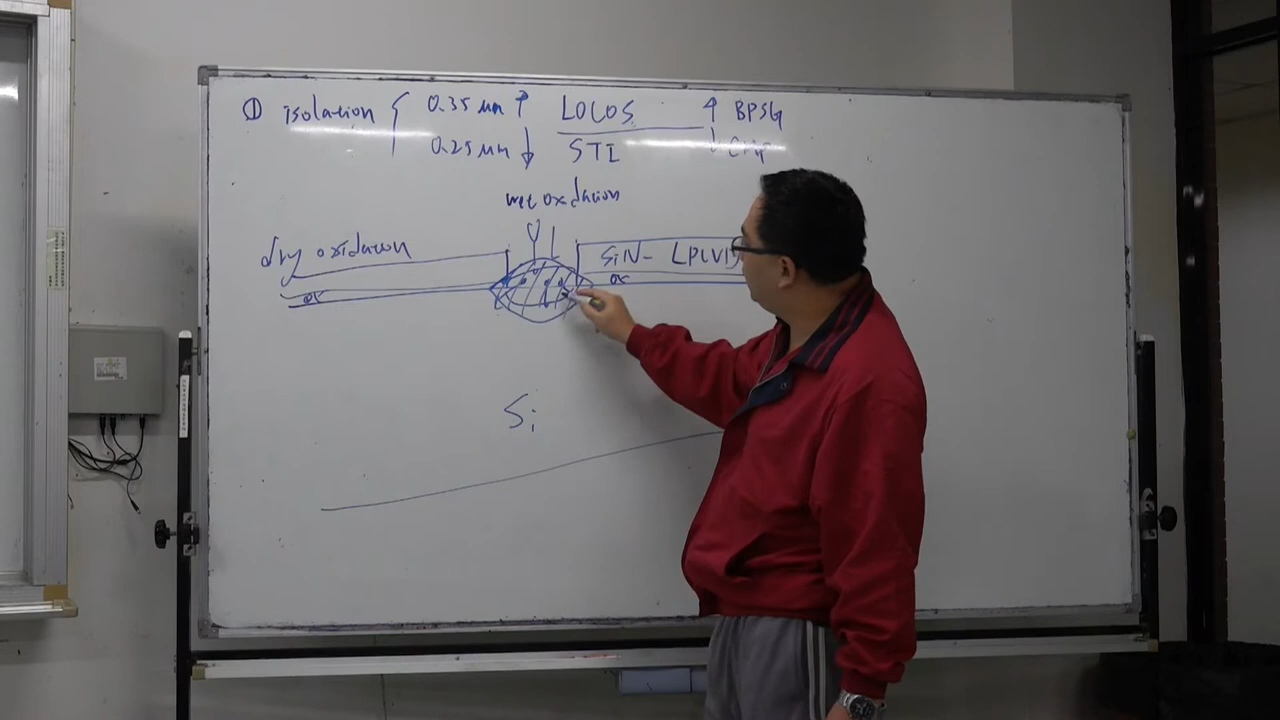 ① isolation { 0.35 um ↑ LOCOS ↑ BPSG
0.25 um ↓ STI ↓ CMP
wet oxidation
dry oxidation
SiN- LPCVD
ox
ox
Si